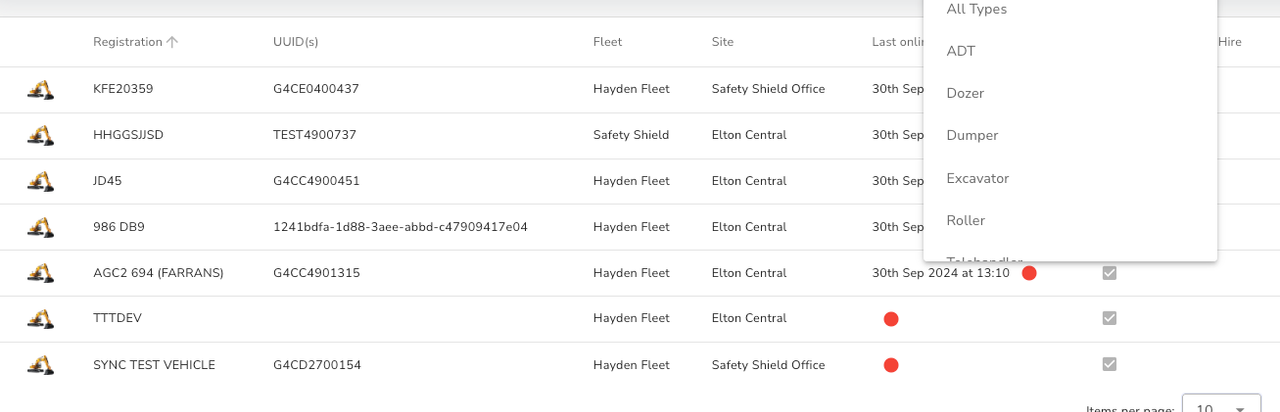 All Types
Registration UUID(s) Fleet Site Last onlin Hire
ADT
KFE20359 G4CE0400437 Hayden Fleet Safety Shield Office 30th Sep
Dozer
HHGGSJJSD TEST4900737 Safety Shield Elton Central 30th Sep
Dumper
JD45 G4CC4900451 Hayden Fleet Elton Central 30th Sep
Excavator
986 DB9 1241bdfa-1d88-3aee-abbd-c47909417e04 Hayden Fleet Elton Central 30th Sep
Roller
Telehandler
AGC2 694 (FARRANS) G4CC4901315 Hayden Fleet Elton Central 30th Sep 2024 at 13:10
TTTDEV Hayden Fleet Elton Central
SYNC TEST VEHICLE G4CD2700154 Hayden Fleet Safety Shield Office
Items per page: 10